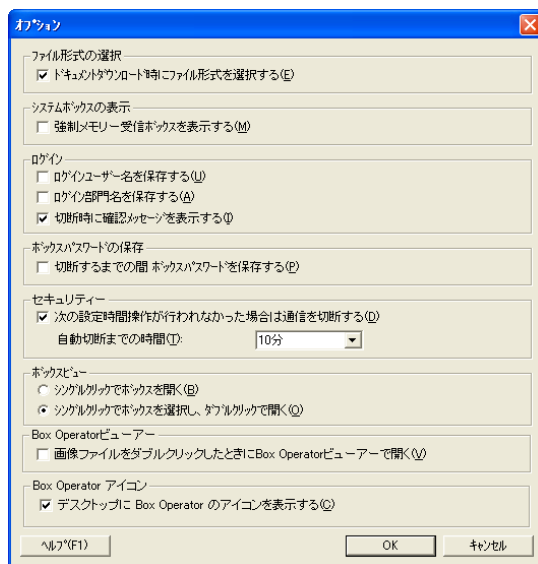 オプション
ファイル形式の選択
ドキュメントダウンロード時にファイル形式を選択する(E)
システムボックスの表示
強制メモリー受信ボックスを表示する(M)
ログイン
ログインユーザー名を保存する(U)
ログイン部門名を保存する(A)
切断時に確認メッセージを表示する(I)
ボックスパスワードの保存
切断するまでの間 ボックスパスワードを保存する(P)
セキュリティー
次の設定時間操作が行われなかった場合は通信を切断する(D)
自動切断までの時間(T): 10分
ボックスビュー
シングルクリックでボックスを開く(B)
シングルクリックでボックスを選択し、ダブルクリックで開く(O)
Box Operatorビューアー
画像ファイルをダブルクリックしたときにBox Operatorビューアーで開く(V)
Box Operator アイコン
デスクトップに Box Operator のアイコンを表示する(C)
ヘルプ(F1) OK キャンセル